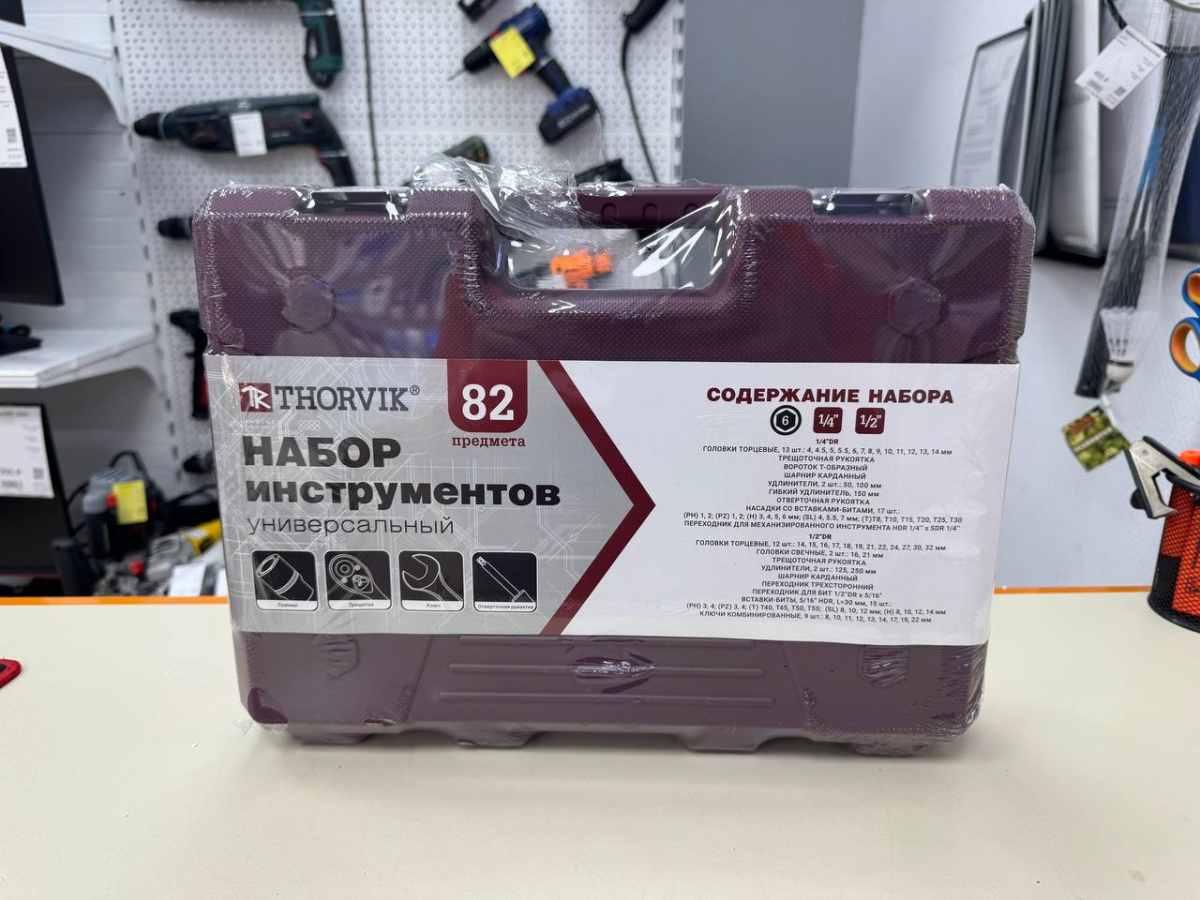 THORVIK®
82
предмета
НАБОР
инструментов
универсальный
Головки
Трещотка
Ключ
Отверточная рукоятка
СОДЕРЖАНИЕ НАБОРА
6
1/4"
1/2"
1/4"DR
ГОЛОВКИ ТОРЦЕВЫЕ, 13 шт.: 4, 4.5, 5, 5.5, 6, 7, 8, 9, 10, 11, 12, 13, 14 мм
ТРЕЩОТОЧНАЯ РУКОЯТКА
ВОРОТОК Т-ОБРАЗНЫЙ
ШАРНИР КАРДАННЫЙ
УДЛИНИТЕЛИ, 2 шт.: 50, 100 мм
ГИБКИЙ УДЛИНИТЕЛЬ, 150 мм
ОТВЕРТОЧНАЯ РУКОЯТКА
НАСАДКИ СО ВСТАВКАМИ-БИТАМИ, 17 шт.:
(PH) 1, 2; (PZ) 1, 2; (H) 3, 4, 5, 6 мм; (SL) 4, 5.5, 7 мм; (T)T8, T10, T15, T20, T25, T30
ПЕРЕХОДНИК ДЛЯ МЕХАНИЗИРОВАННОГО ИНСТРУМЕНТА HDR 1/4" x SDR 1/4"
1/2"DR
ГОЛОВКИ ТОРЦЕВЫЕ, 12 шт.: 14, 15, 16, 17, 18, 19, 21, 22, 24, 27, 30, 32 мм
ГОЛОВКИ СВЕЧНЫЕ, 2 шт.: 16, 21 мм
ТРЕЩОТОЧНАЯ РУКОЯТКА
УДЛИНИТЕЛИ, 2 шт.: 125, 250 мм
ШАРНИР КАРДАННЫЙ
ПЕРЕХОДНИК ТРЕХСТОРОННИЙ
ПЕРЕХОДНИК ДЛЯ БИТ 1/2"DR x 5/16"
ВСТАВКИ-БИТЫ, 5/16" HDR, L=30 мм, 15 шт.:
(PH) 3, 4; (PZ) 3, 4; (T) T40, T45, T50, T55; (SL) 8, 10, 12 мм; (H) 8, 10, 12, 14 мм
КЛЮЧИ КОМБИНИРОВАННЫЕ, 9 шт.: 8, 10, 11, 12, 13, 14, 17, 19, 22 мм